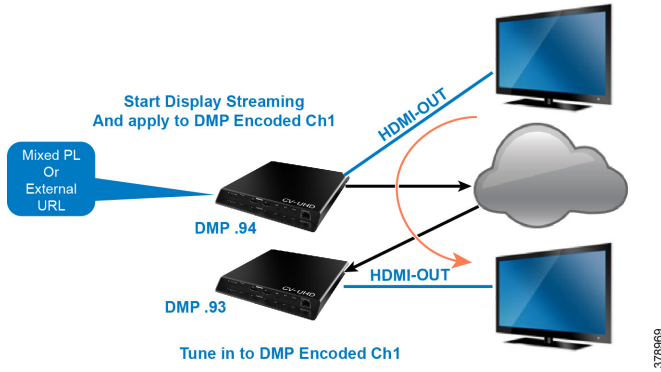 Start Display Streaming
And apply to DMP Encoded Ch1
HDMI-OUT
Mixed PL
Or
External
URL
CV-UHD
DMP .94
CV-UHD
HDMI-OUT
DMP .93
Tune in to DMP Encoded Ch1
378969